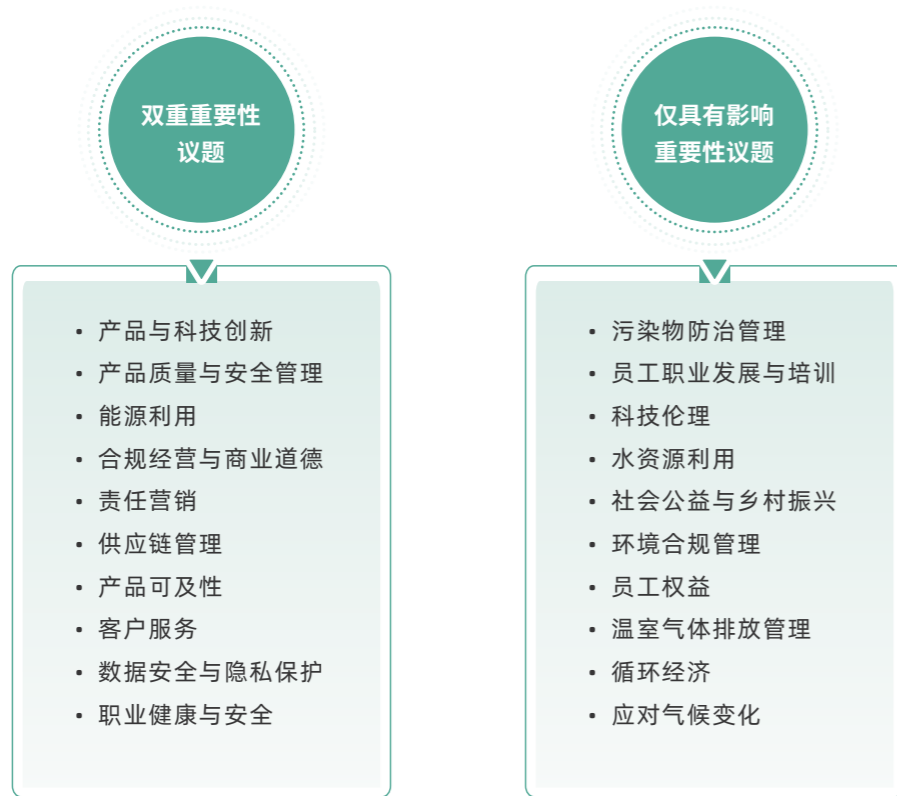 双重重要性
议题
• 产品与科技创新
• 产品质量与安全管理
• 能源利用
• 合规经营与商业道德
• 责任营销
• 供应链管理
• 产品可及性
• 客户服务
• 数据安全与隐私保护
• 职业健康与安全
仅具有影响
重要性议题
• 污染物防治管理
• 员工职业发展与培训
• 科技伦理
• 水资源利用
• 社会公益与乡村振兴
• 环境合规管理
• 员工权益
• 温室气体排放管理
• 循环经济
• 应对气候变化